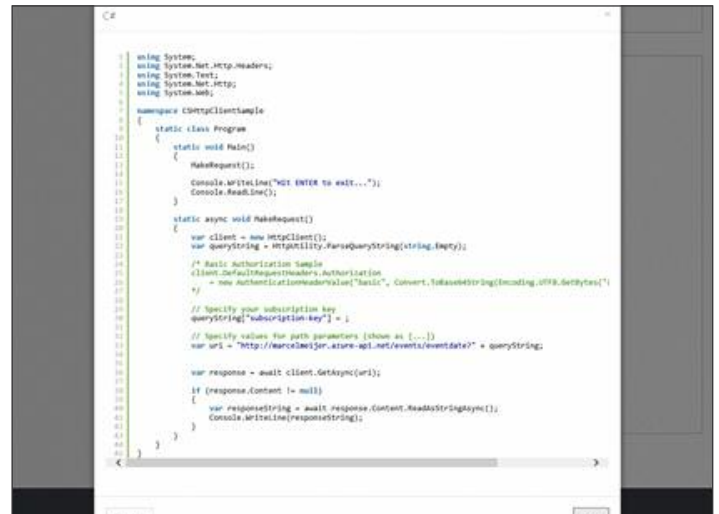 C#
using System;
using System.Net.Http.Headers;
using System.Text;
using System.Net.Http;
using System.Web;
namespace CSHttpClientSample
{
static class Program
{
static void Main()
{
MakeRequest();
Console.WriteLine("Hit ENTER to exit...");
Console.ReadLine();
}
static async void MakeRequest()
{
var client = new HttpClient();
var queryString = HttpUtility.ParseQueryString(string.Empty);
/* Basic Authorization Sample
client.DefaultRequestHeaders.Authorization
= new AuthenticationHeaderValue("basic", Convert.ToBase64String(Encoding.UTF8.GetBytes("
*/
// Specify your subscription key
queryString["subscription-key"] = ;
// Specify values for path parameters (shown as {...})
var uri = "http://marcelmeijer.azure-api.net/events/eventdate?" + queryString;
var response = await client.GetAsync(uri);
if (response.Content != null)
{
var responseString = await response.Content.ReadAsStringAsync();
Console.WriteLine(responseString);
}
}
}
}